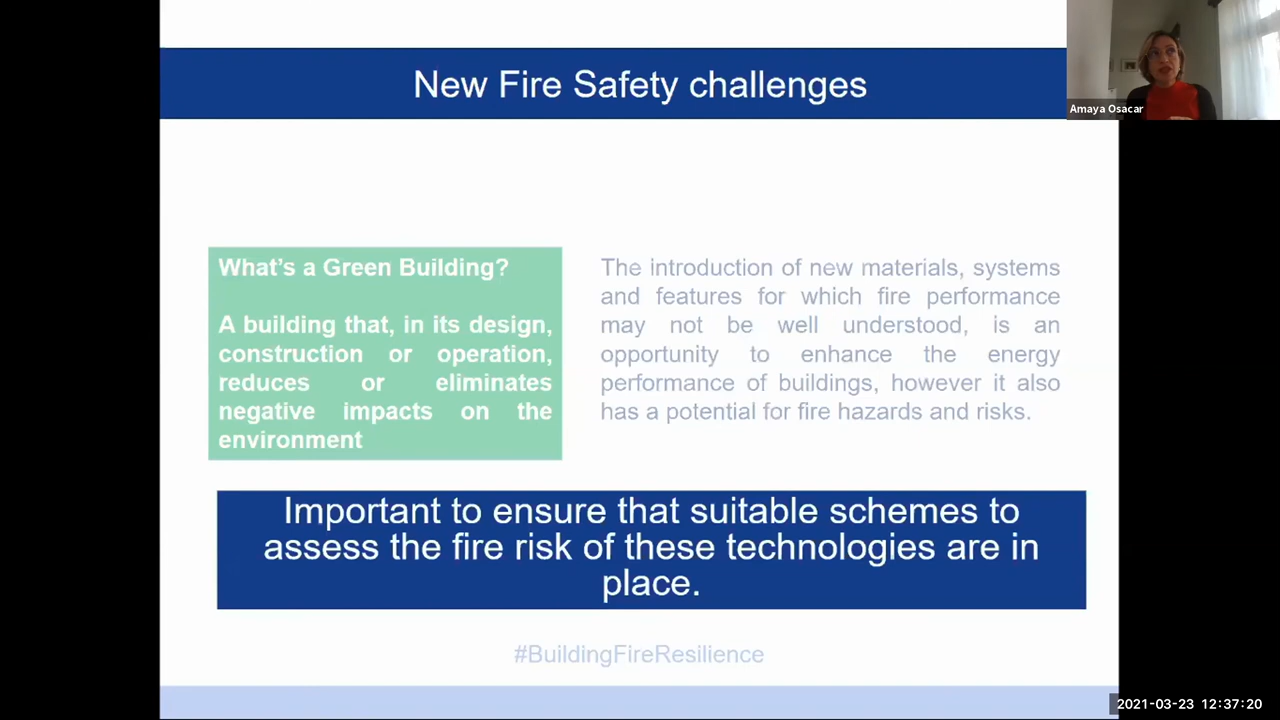 New Fire Safety challenges
Amaya Osacar
What's a Green Building?
A building that, in its design,
construction or operation,
reduces or eliminates
negative impacts on the
environment
The introduction of new materials, systems
and features for which fire performance
may not be well understood, is an
opportunity to enhance the energy
performance of buildings, however it also
has a potential for fire hazards and risks.
Important to ensure that suitable schemes to
assess the fire risk of these technologies are in
place.
#BuildingFireResilience
2021-03-23 12:37:20